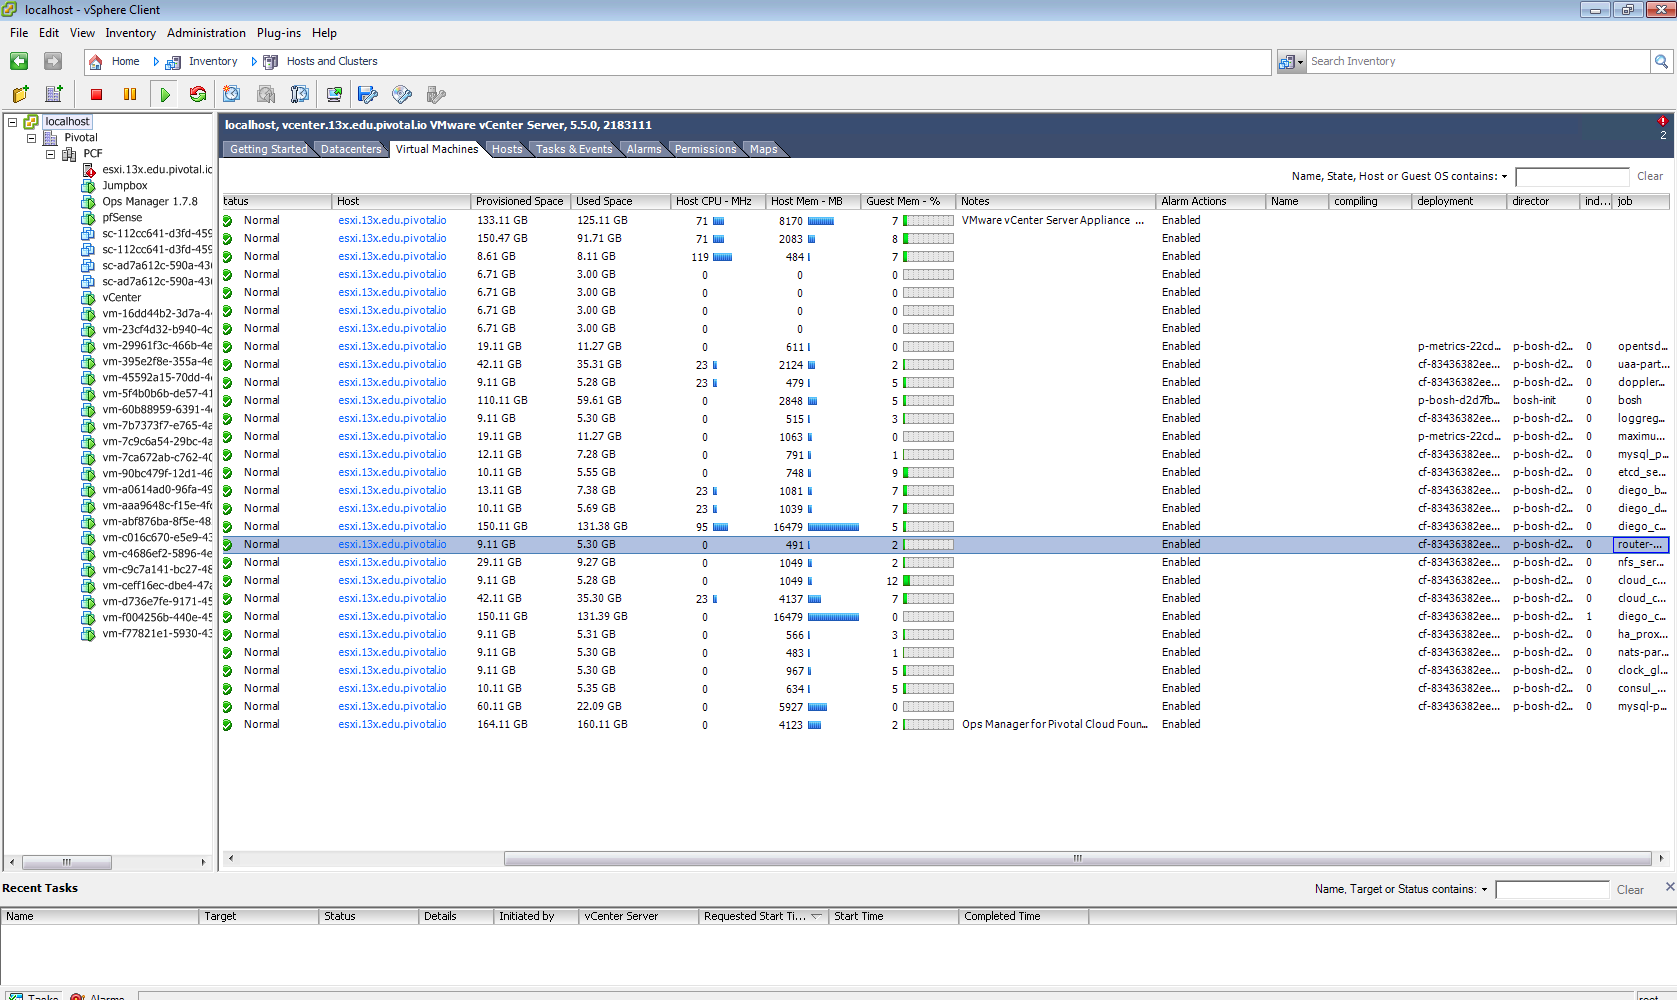 localhost - vSphere Client
File Edit View Inventory Administration Plug-ins Help
Home Inventory Hosts and Clusters Search Inventory
localhost
Pivotal
PCF
esxi.13x.edu.pivotal.io
Jumpbox
Ops Manager 1.7.8
pfSense
sc-112cc641-d3fd-459
sc-112cc641-d3fd-459
sc-ad7a612c-590a-43
sc-ad7a612c-590a-43
vCenter
vm-16dd44b2-3d7a-4
vm-23cf4d32-b940-4c
vm-29961f3c-466b-4e
vm-395e2f8e-355a-4e
vm-45592a15-70dd-4
vm-5f4b0b6b-de57-41
vm-60b88959-6391-4
vm-7b7373f7-e765-4a
vm-7c9c6a54-29bc-4a
vm-7ca672ab-c762-40
vm-90bc479f-12d1-46
vm-a0614ad0-96fa-49
vm-aaa9648c-f15e-4f
vm-abf876ba-8f5e-48
vm-c016c670-e5e9-43
vm-c4686ef2-5896-4e
vm-c9c7a141-bc27-48
vm-ceff16ec-dbe4-47a
vm-d736e7fe-9171-45
vm-f004256b-440e-45
vm-f77821e1-5930-43
localhost, vcenter.13x.edu.pivotal.io VMware vCenter Server, 5.5.0, 2183111
2
Getting Started Datacenters Virtual Machines Hosts Tasks & Events Alarms Permissions Maps
Name, State, Host or Guest OS contains: Clear
tatus Host Provisioned Space Used Space Host CPU - MHz Host Mem - MB Guest Mem - % Notes Alarm Actions Name compiling deployment director ind... job
Normal esxi.13x.edu.pivotal.io 133.11 GB 125.11 GB 71 8170 7 VMware vCenter Server Appliance ... Enabled
Normal esxi.13x.edu.pivotal.io 150.47 GB 91.71 GB 71 2083 8 Enabled
Normal esxi.13x.edu.pivotal.io 8.61 GB 8.11 GB 119 484 7 Enabled
Normal esxi.13x.edu.pivotal.io 6.71 GB 3.00 GB 0 0 0 Enabled
Normal esxi.13x.edu.pivotal.io 6.71 GB 3.00 GB 0 0 0 Enabled
Normal esxi.13x.edu.pivotal.io 6.71 GB 3.00 GB 0 0 0 Enabled
Normal esxi.13x.edu.pivotal.io 6.71 GB 3.00 GB 0 0 0 Enabled
Normal esxi.13x.edu.pivotal.io 19.11 GB 11.27 GB 0 611 0 Enabled p-metrics-22cd... p-bosh-d2... 0 opentsd...
Normal esxi.13x.edu.pivotal.io 42.11 GB 35.31 GB 23 2124 2 Enabled cf-83436382ee... p-bosh-d2... 0 uaa-part...
Normal esxi.13x.edu.pivotal.io 9.11 GB 5.28 GB 23 479 5 Enabled cf-83436382ee... p-bosh-d2... 0 doppler...
Normal esxi.13x.edu.pivotal.io 110.11 GB 59.61 GB 0 2848 5 Enabled p-bosh-d2d7fb... bosh-init 0 bosh
Normal esxi.13x.edu.pivotal.io 9.11 GB 5.30 GB 0 515 3 Enabled cf-83436382ee... p-bosh-d2... 0 loggreg...
Normal esxi.13x.edu.pivotal.io 19.11 GB 11.27 GB 0 1063 0 Enabled p-metrics-22cd... p-bosh-d2... 0 maximu...
Normal esxi.13x.edu.pivotal.io 12.11 GB 7.28 GB 0 791 1 Enabled cf-83436382ee... p-bosh-d2... 0 mysql_p...
Normal esxi.13x.edu.pivotal.io 10.11 GB 5.55 GB 0 748 9 Enabled cf-83436382ee... p-bosh-d2... 0 etcd_se...
Normal esxi.13x.edu.pivotal.io 13.11 GB 7.38 GB 23 1081 7 Enabled cf-83436382ee... p-bosh-d2... 0 diego_b...
Normal esxi.13x.edu.pivotal.io 10.11 GB 5.69 GB 23 1039 7 Enabled cf-83436382ee... p-bosh-d2... 0 diego_d...
Normal esxi.13x.edu.pivotal.io 150.11 GB 131.38 GB 95 16479 5 Enabled cf-83436382ee... p-bosh-d2... 0 diego_c...
Normal esxi.13x.edu.pivotal.io 9.11 GB 5.30 GB 0 491 2 Enabled cf-83436382ee... p-bosh-d2... 0 router-...
Normal esxi.13x.edu.pivotal.io 29.11 GB 9.27 GB 0 1049 2 Enabled cf-83436382ee... p-bosh-d2... 0 nfs_ser...
Normal esxi.13x.edu.pivotal.io 9.11 GB 5.28 GB 0 1049 12 Enabled cf-83436382ee... p-bosh-d2... 0 cloud_c...
Normal esxi.13x.edu.pivotal.io 42.11 GB 35.30 GB 23 4137 7 Enabled cf-83436382ee... p-bosh-d2... 0 cloud_c...
Normal esxi.13x.edu.pivotal.io 150.11 GB 131.39 GB 0 16479 0 Enabled cf-83436382ee... p-bosh-d2... 1 diego_c...
Normal esxi.13x.edu.pivotal.io 9.11 GB 5.31 GB 0 566 3 Enabled cf-83436382ee... p-bosh-d2... 0 ha_prox...
Normal esxi.13x.edu.pivotal.io 9.11 GB 5.30 GB 0 483 1 Enabled cf-83436382ee... p-bosh-d2... 0 nats-par...
Normal esxi.13x.edu.pivotal.io 9.11 GB 5.30 GB 0 967 5 Enabled cf-83436382ee... p-bosh-d2... 0 clock_gl...
Normal esxi.13x.edu.pivotal.io 10.11 GB 5.35 GB 0 634 5 Enabled cf-83436382ee... p-bosh-d2... 0 consul_...
Normal esxi.13x.edu.pivotal.io 60.11 GB 22.09 GB 0 5927 0 Enabled cf-83436382ee... p-bosh-d2... 0 mysql-p...
Normal esxi.13x.edu.pivotal.io 164.11 GB 160.11 GB 0 4123 2 Ops Manager for Pivotal Cloud Foun... Enabled
Recent Tasks Name, Target or Status contains: Clear
Name Target Status Details Initiated by vCenter Server Requested Start Ti... Start Time Completed Time
Tasks Alarms root